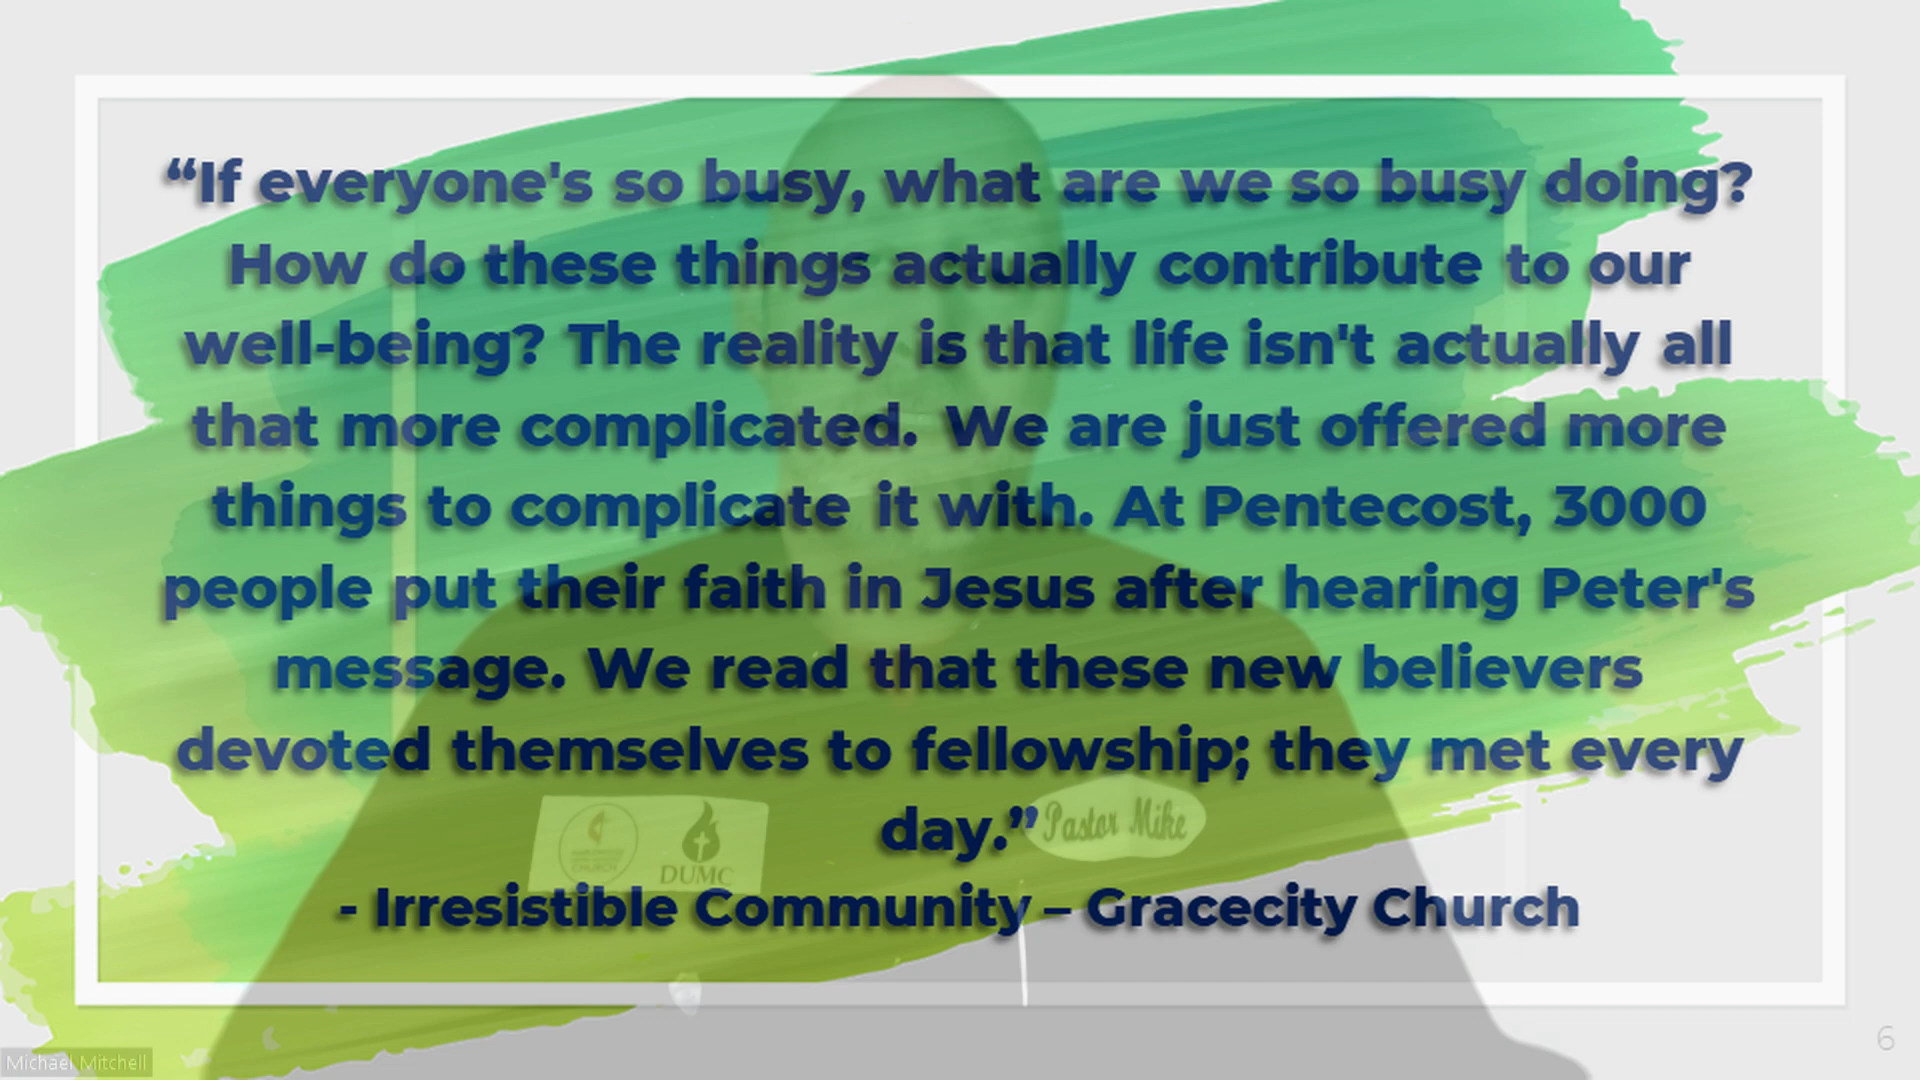 “If everyone's so busy, what are we so busy doing?
How do these things actually contribute to our
well-being? The reality is that life isn't actually all
that more complicated. We are just offered more
things to complicate it with. At Pentecost, 3000
people put their faith in Jesus after hearing Peter's
message. We read that these new believers
devoted themselves to fellowship; they met every
day.”
Pastor Mike
CHURCH
DUMC
- Irresistible Community – Gracecity Church
6
Michael Mitchell